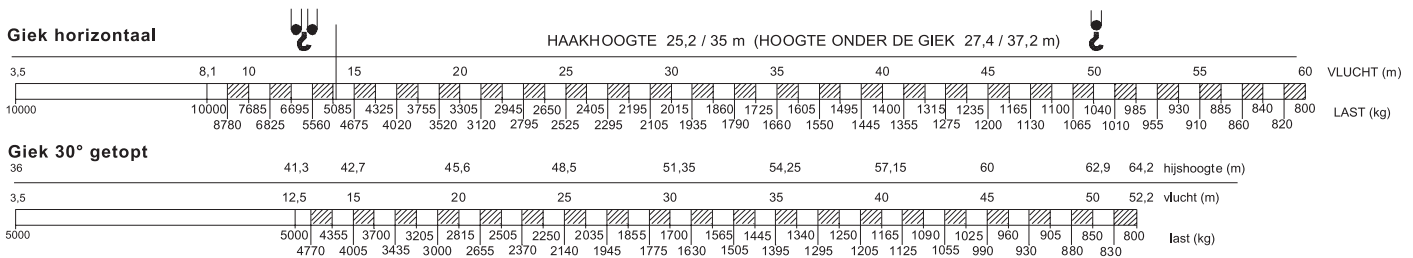 Giek horizontaal
HAAKHOOGTE 25,2 / 35 m (HOOGTE ONDER DE GIEK 27,4 / 37,2 m)
3,5 8,1 10 15 20 25 30 35 40 45 50 55 60 VLUCHT (m)
10000 10000 7685 6695 5085 4325 3755 3305 2945 2650 2405 2195 2015 1860 1725 1605 1495 1400 1315 1235 1165 1100 1040 985 930 885 840 800
LAST (kg)
8780 6825 5560 4675 4020 3520 3120 2795 2525 2295 2105 1935 1790 1660 1550 1445 1355 1275 1200 1130 1065 1010 955 910 860 820
Giek 30° getopt
36 41,3 42,7 45,6 48,5 51,35 54,25 57,15 60 62,9 64,2 hijshoogte (m)
3,5 12,5 15 20 25 30 35 40 45 50 52,2 vlucht (m)
5000 5000 4355 3700 3205 2815 2505 2250 2035 1855 1700 1565 1445 1340 1250 1165 1090 1025 960 905 850 800
last (kg)
4770 4005 3435 3000 2655 2370 2140 1945 1775 1630 1505 1395 1295 1205 1125 1055 990 930 880 830